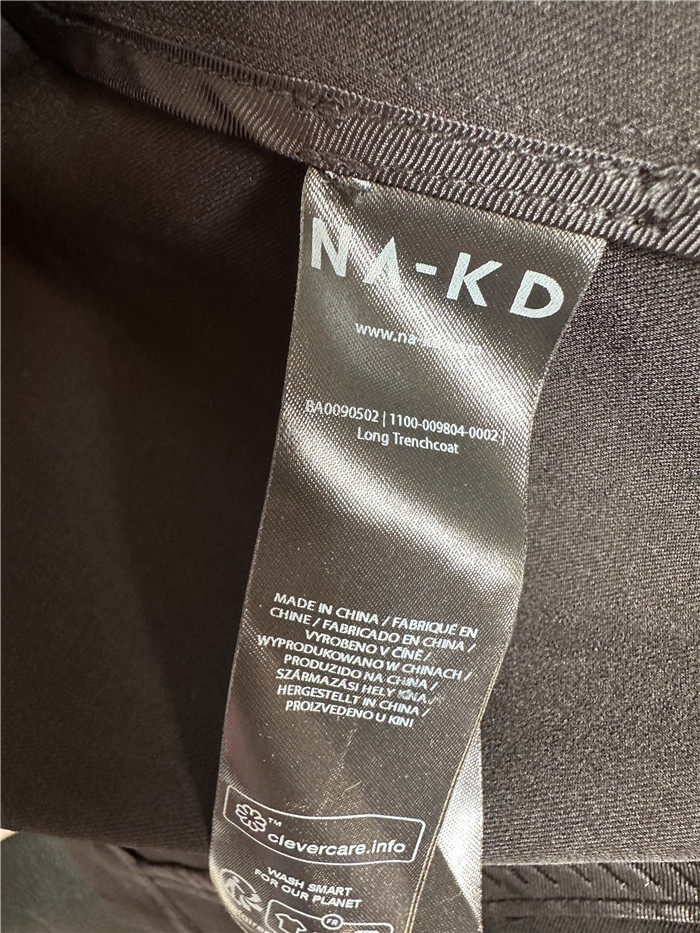 NA-KD
BA0090502 | 1100-009804-0002 |
Long Trenchcoat
MADE IN CHINA / FABRIQUÉ EN
CHINE / FABRICADO EN CHINA /
VYROBENO V ČÍNĚ /
WYPRODUKOWANO W CHINACH /
PRODUZIDO NA CHINA /
SZÁRMAZÁSI HELY KÍNA /
HERGESTELLT IN CHINA /
PROIZVEDENO U KINI
™
clevercare.info
WASH SMART
FOR OUR PLANET
FR